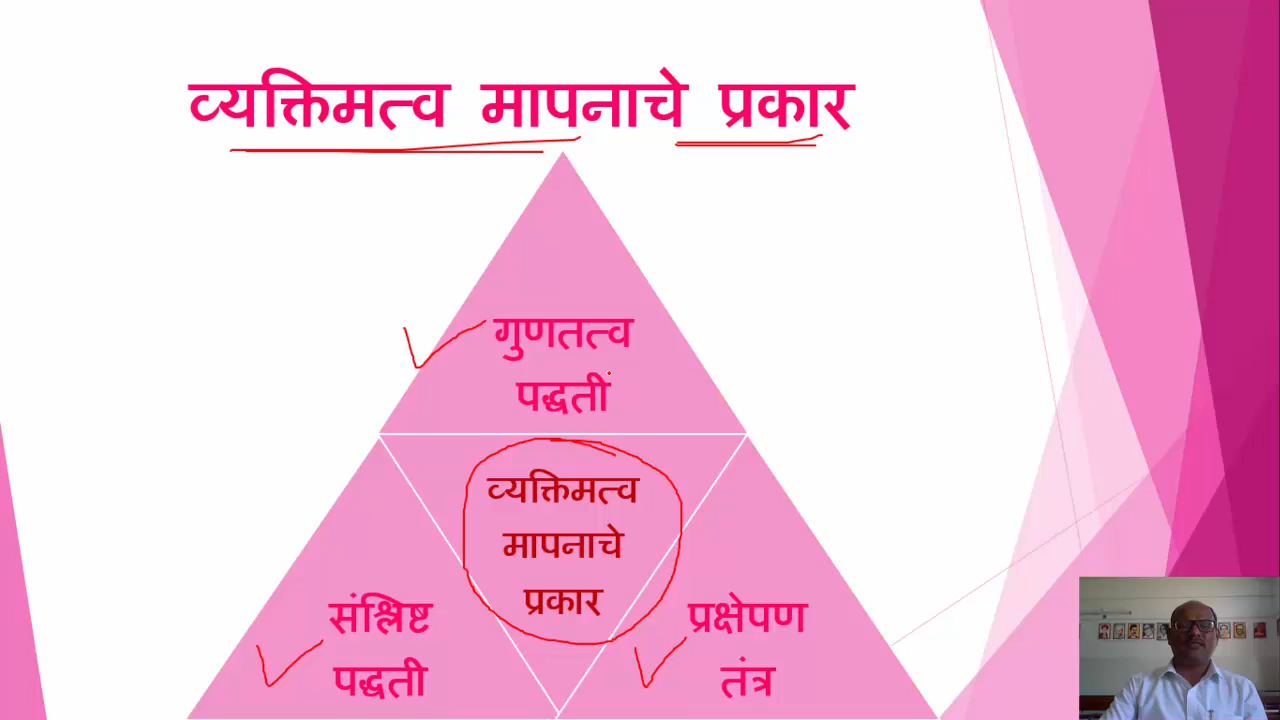 व्यक्तिमत्व मापनाचे प्रकार
गुणतत्व
पद्धती
व्यक्तिमत्व
मापनाचे
प्रकार
संश्लिष्ट
पद्धती
प्रक्षेपण
तंत्र